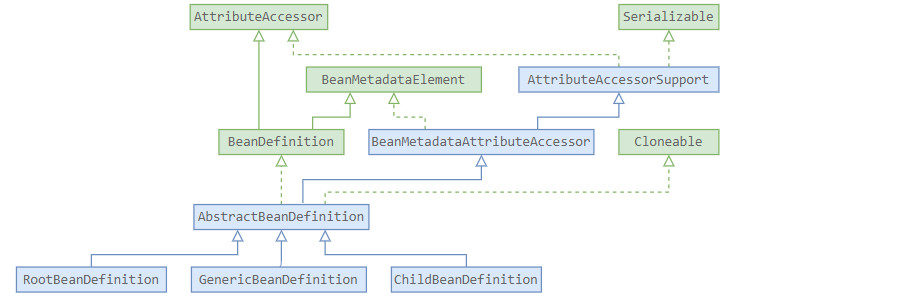 AttributeAccessor
Serializable
BeanMetadataElement
AttributeAccessorSupport
BeanDefinition
BeanMetadataAttributeAccessor
Cloneable
AbstractBeanDefinition
RootBeanDefinition
GenericBeanDefinition
ChildBeanDefinition